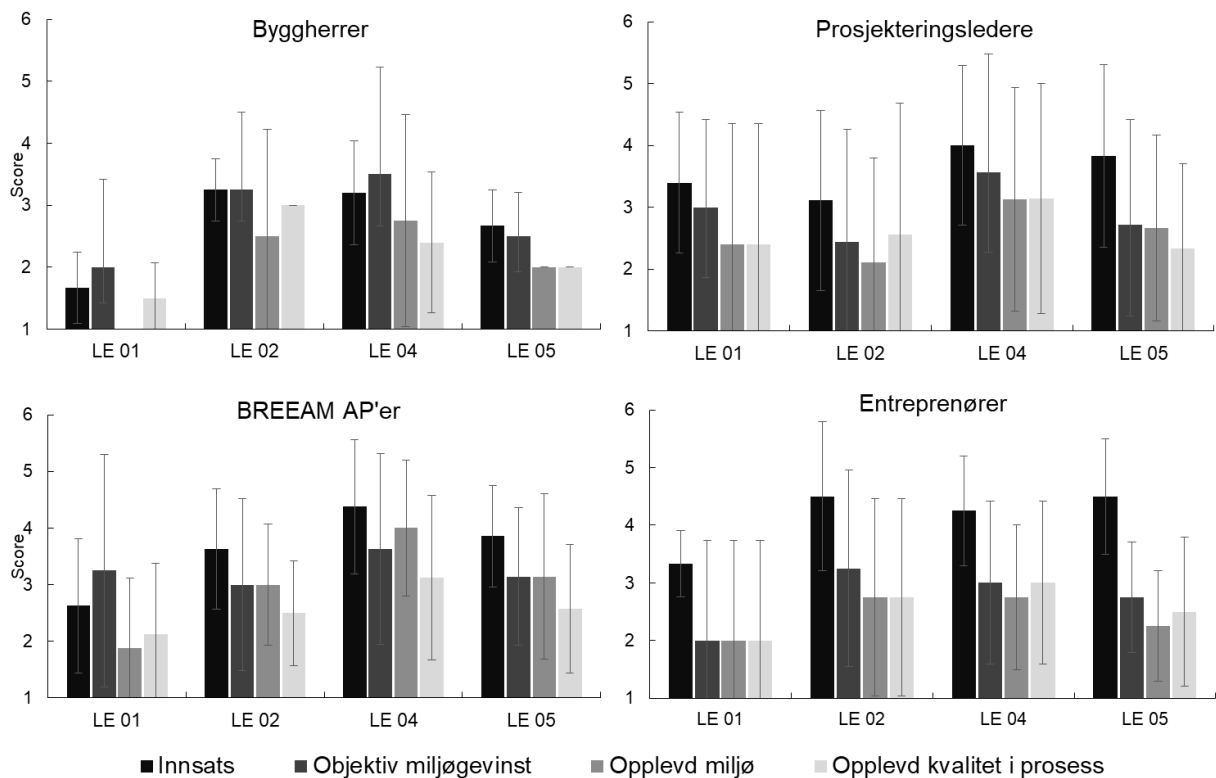 Byggherrer
6
5
4
3
2
1
Score
LE 01 LE 02 LE 04 LE 05
Prosjekteringsledere
6
5
4
3
2
1
LE 01 LE 02 LE 04 LE 05
BREEAM AP'er
6
5
4
3
2
1
Score
LE 01 LE 02 LE 04 LE 05
Entreprenører
6
5
4
3
2
1
LE 01 LE 02 LE 04 LE 05
Innsats Objektiv miljøgevinst Opplevd miljø Opplevd kvalitet i prosess